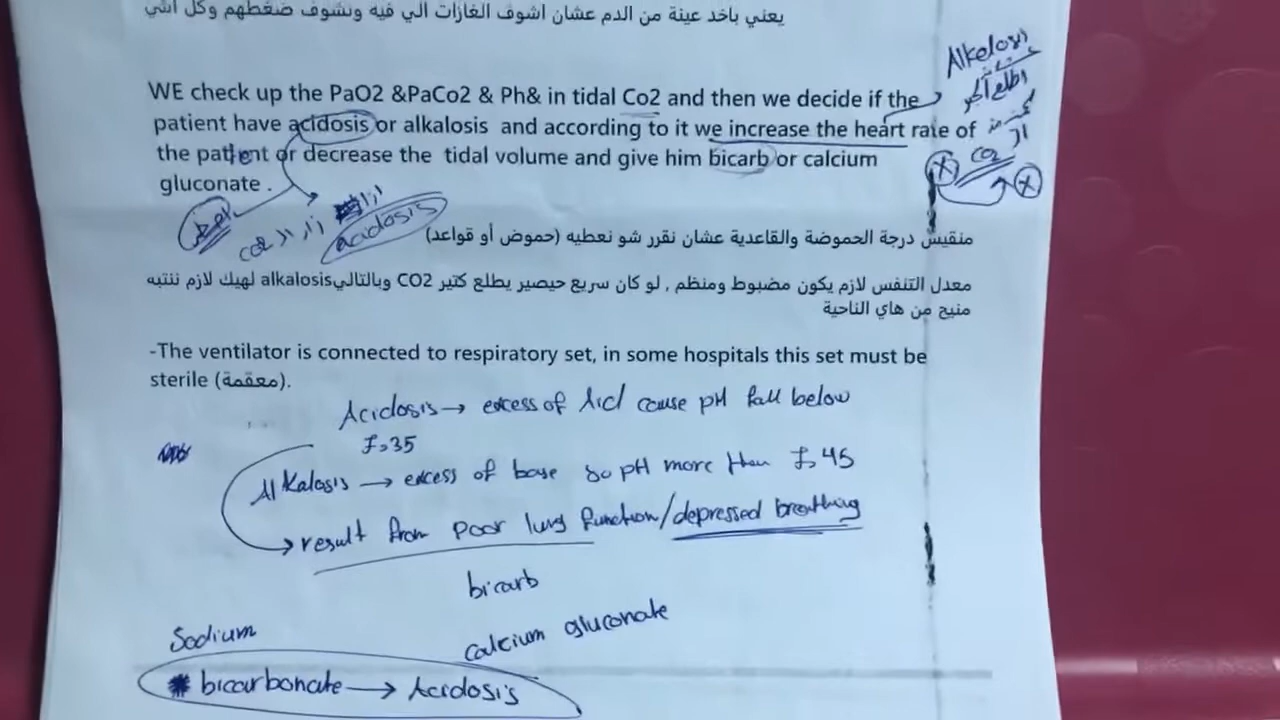 يعني باخد عينة من الدم عشان اشوف الغازات الي فيه ونشوف ضغطهم وكل اشي
WE check up the PaO2 &PaCo2 & Ph& in tidal Co2 and then we decide if the
patient have acidosis or alkalosis and according to it we increase the heart rate of
the patient or decrease the tidal volume and give him bicarb or calcium
gluconate .
Alkelosis
CO2
co2
acidosis
منقيس درجة الحموضة والقاعدية عشان نقرر شو نعطيه (حموض أو قواعد)
معدل التنفس لازم يكون مضبوط ومنظم , لو كان سريع حيصير يطلع كتير CO2 وبالتالي alkalosis لهيك لازم ننتبه
منيح من هاي الناحية
-The ventilator is connected to respiratory set, in some hospitals this set must be
sterile (معقمة).
Acidosis → excess of Acid cause pH fall below
7,35
Alkalosis → excess of base so pH more than 7,45
→ result from poor lung function/depressed breathing
bicarb
calcium gluconate
Sodium
* bicarbonate → Acidosis